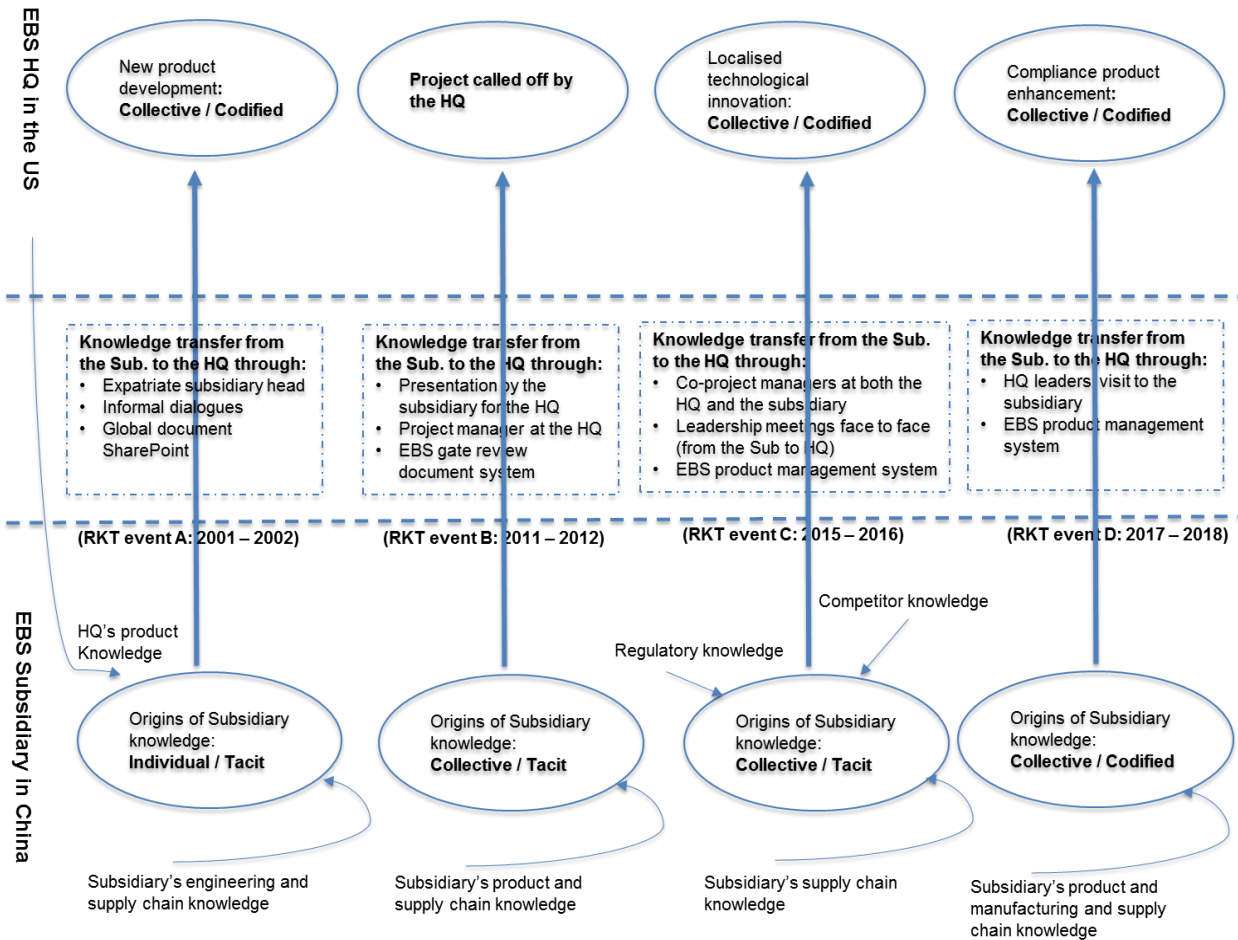 EBS HQ in the US
New product
development:
Collective / Codified
Project called off by
the HQ
Localised
technological
innovation:
Collective / Codified
Compliance product
enhancement:
Collective / Codified
Knowledge transfer from
the Sub. to the HQ through:
• Expatriate subsidiary head
• Informal dialogues
• Global document
SharePoint
Knowledge transfer from
the Sub. to the HQ through:
• Presentation by the
subsidiary for the HQ
• Project manager at the HQ
• EBS gate review
document system
Knowledge transfer from the Sub.
to the HQ through:
• Co-project managers at both the
HQ and the subsidiary
• Leadership meetings face to face
(from the Sub to HQ)
• EBS product management system
Knowledge transfer from
the Sub. to the HQ through:
• HQ leaders visit to the
subsidiary
• EBS product management
system
(RKT event A: 2001 – 2002)
(RKT event B: 2011 – 2012)
(RKT event C: 2015 – 2016)
(RKT event D: 2017 – 2018)
EBS Subsidiary in China
HQ's product
Knowledge
Regulatory knowledge
Competitor knowledge
Origins of Subsidiary
knowledge:
Individual / Tacit
Origins of Subsidiary
knowledge:
Collective / Tacit
Origins of Subsidiary
knowledge:
Collective / Tacit
Origins of Subsidiary
knowledge:
Collective / Codified
Subsidiary's engineering and
supply chain knowledge
Subsidiary's product and
supply chain knowledge
Subsidiary's supply chain
knowledge
Subsidiary's product and
manufacturing and supply
chain knowledge